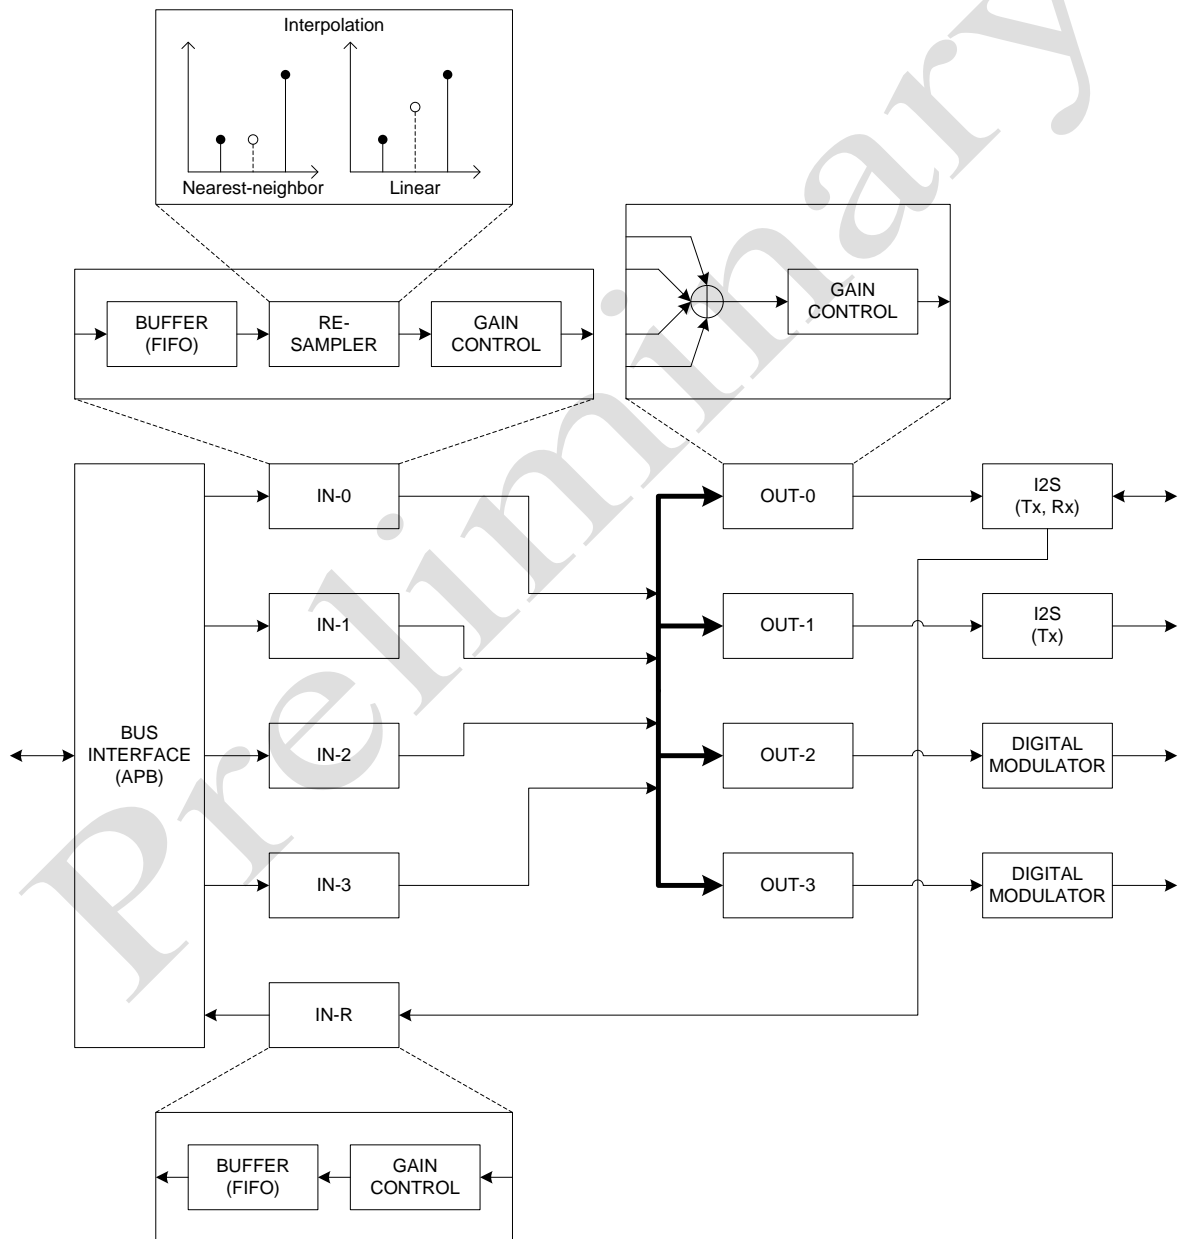 Interpolation
Nearest-neighbor
Linear
BUFFER
(FIFO)
RE-
SAMPLER
GAIN
CONTROL
GAIN
CONTROL
BUS
INTERFACE
(APB)
IN-0
OUT-0
I2S
(Tx, Rx)
IN-1
OUT-1
I2S
(Tx)
IN-2
OUT-2
DIGITAL
MODULATOR
IN-3
OUT-3
DIGITAL
MODULATOR
IN-R
BUFFER
(FIFO)
GAIN
CONTROL
Preliminary